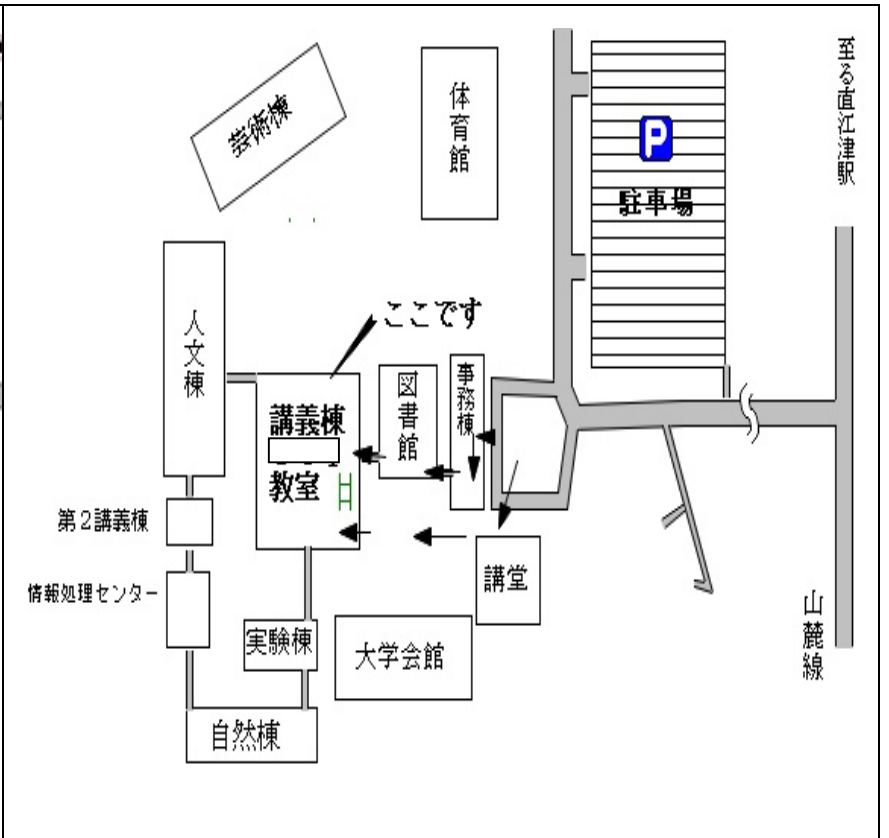 芸術棟
体育館
P
駐車場
至る直江津駅
人文棟
ここです
講義棟
教室
図書館
事務棟
第2講義棟
情報処理センター
講堂
実験棟
大学会館
自然棟
山麓線